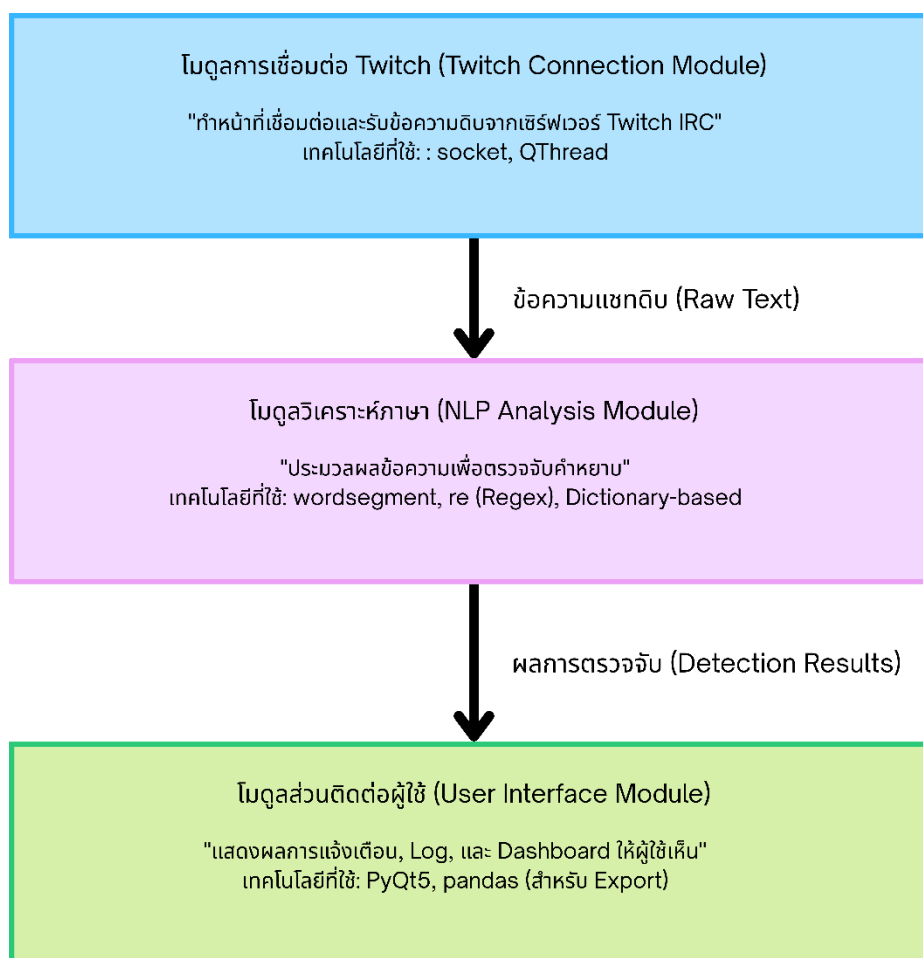 โมดูลการเชื่อมต่อ Twitch (Twitch Connection Module)
"ทำหน้าที่เชื่อมต่อและรับข้อความดิบจากเซิร์ฟเวอร์ Twitch IRC"
เทคโนโลยีที่ใช้: : socket, QThread
ข้อความแชทดิบ (Raw Text)
โมดูลวิเคราะห์ภาษา (NLP Analysis Module)
"ประมวลผลข้อความเพื่อตรวจจับคำหยาบ"
เทคโนโลยีที่ใช้: wordsegment, re (Regex), Dictionary-based
ผลการตรวจจับ (Detection Results)
โมดูลส่วนติดต่อผู้ใช้ (User Interface Module)
"แสดงผลการแจ้งเตือน, Log, และ Dashboard ให้ผู้ใช้เห็น"
เทคโนโลยีที่ใช้: PyQt5, pandas (สำหรับ Export)